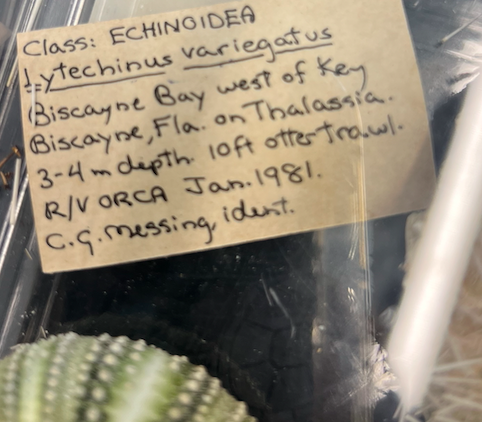 Class: ECHINOIDEA
Lytechinus variegatus
Biscayne Bay west of Key
Biscayne, Fla. on Thalassia.
3-4 m depth. 10ft otter trawl.
R/V ORCA Jan. 1981.
C.G. Messing, ident.